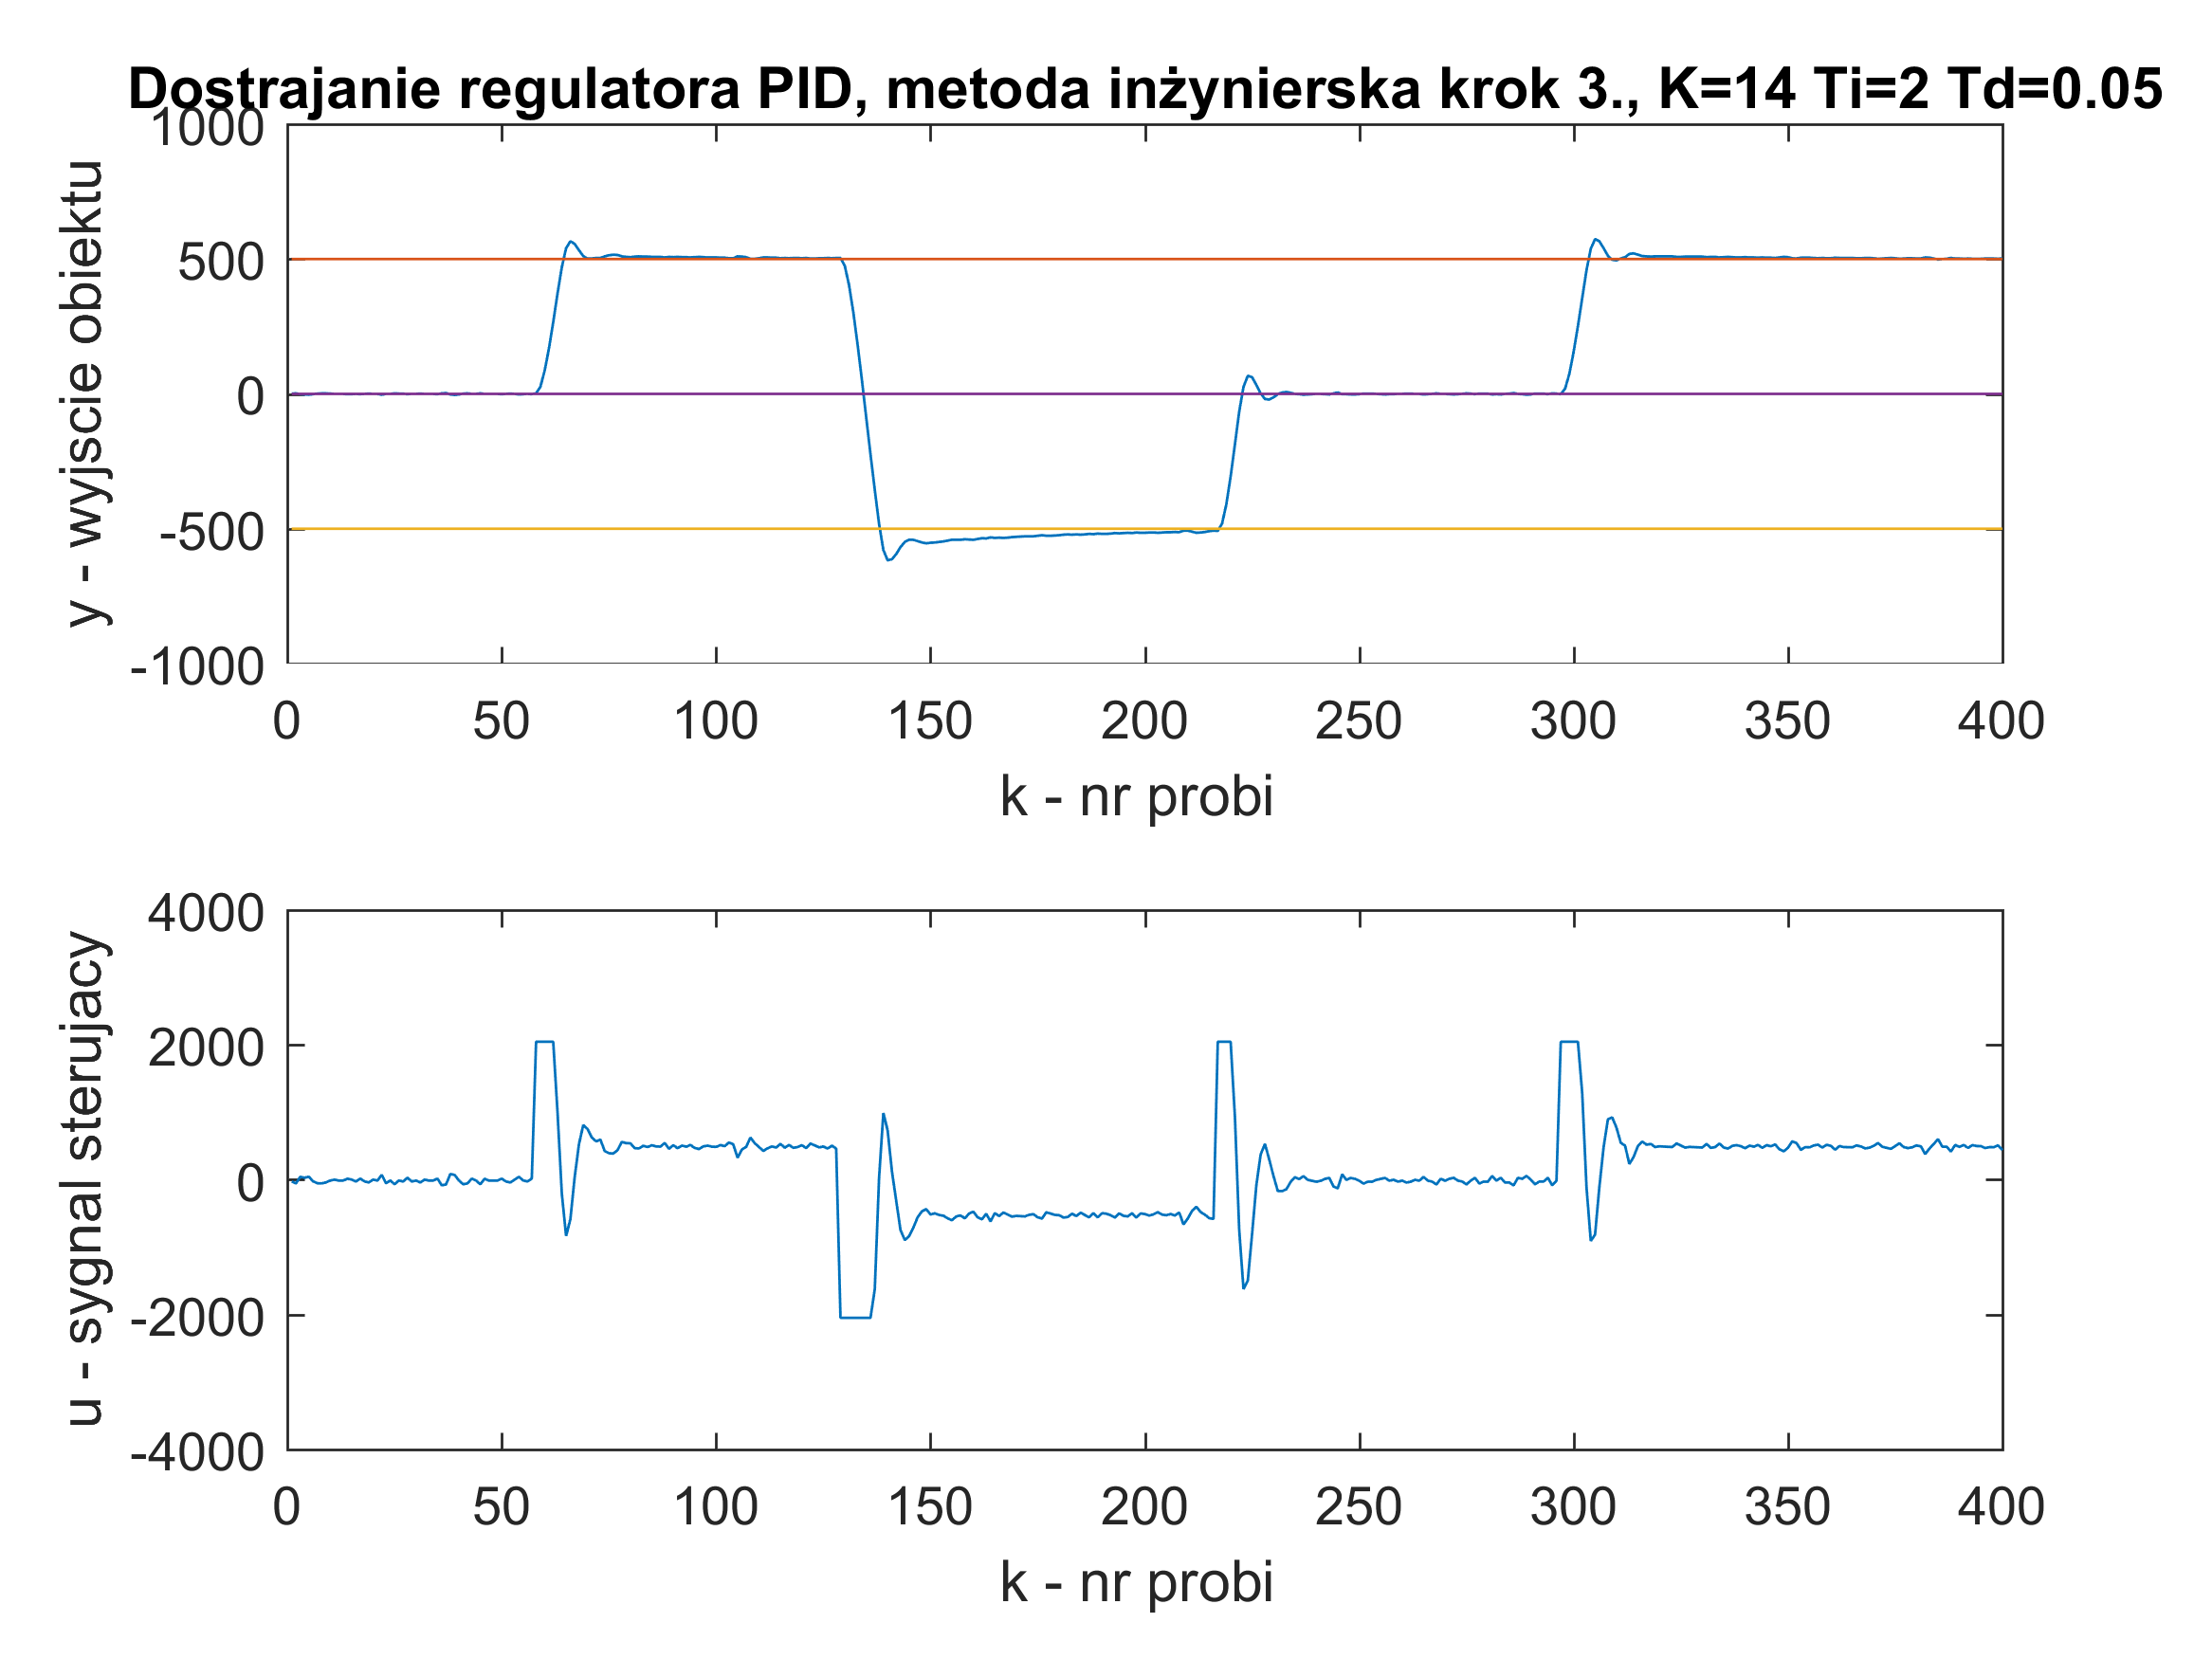 Dostrajanie regulatora PID, metoda inżynierska krok 3., K=14 Ti=2 Td=0.05
1000
500
0
-500
-1000
y - wyjscie obiektu
0 50 100 150 200 250 300 350 400
k - nr probi
4000
2000
0
-2000
-4000
u - sygnal sterujacy
0 50 100 150 200 250 300 350 400
k - nr probi